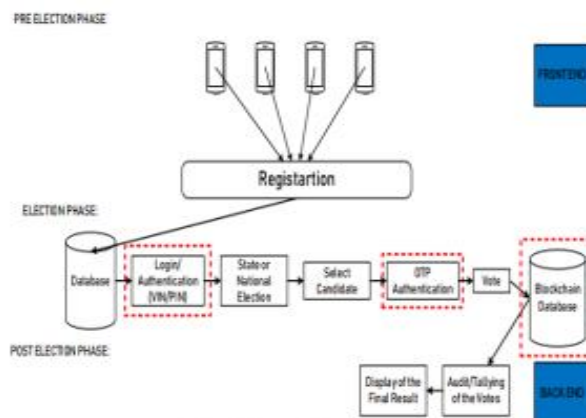 PRE ELECTION PHASE
FRONT END
Registartion
ELECTION PHASE:
Database
Login/
Authentication
(VIN/PIN)
State or
National
Election
Select
Candidate
OTP
Authentication
Vote
Blockchain
Database
POST ELECTION PHASE:
Display of the
Final Result
Audit/Tallying
of the Votes
BACK END